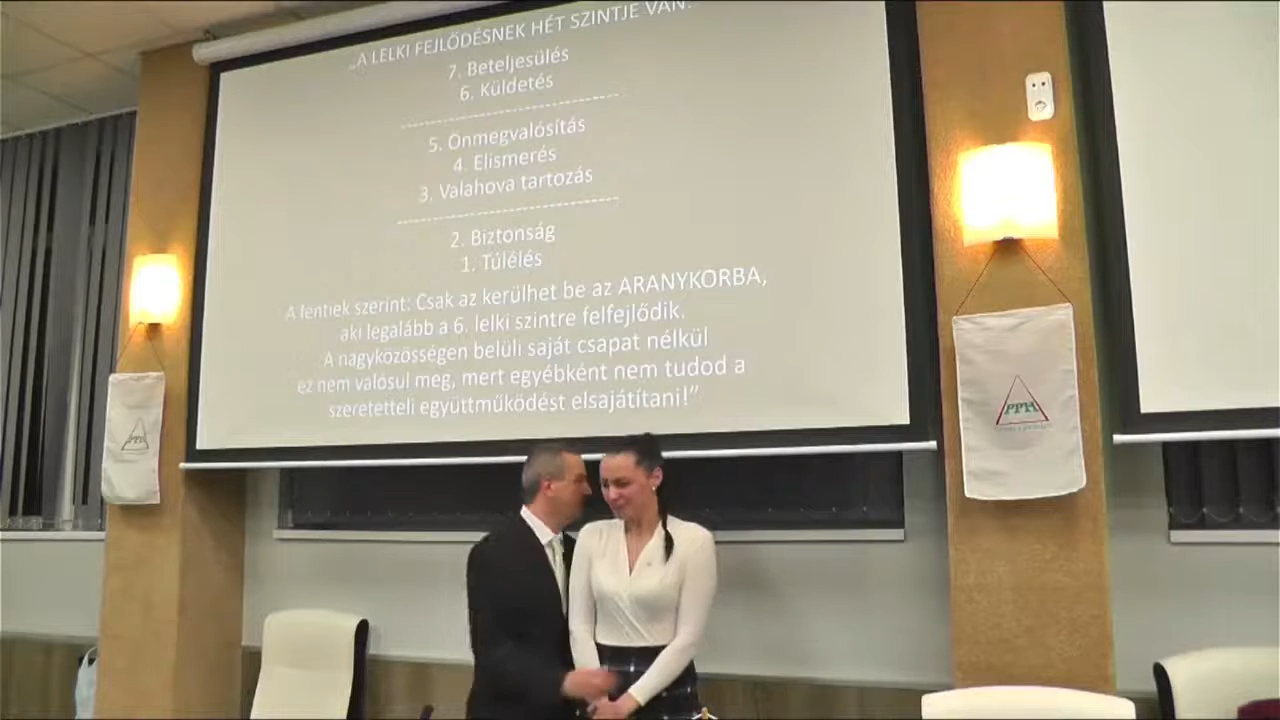 „A LELKI FEJLŐDÉSNEK HÉT SZINTJE VAN:
7. Beteljesülés
6. Küldetés
--------------------------------
5. Önmegvalósítás
4. Elismerés
3. Valahova tartozás
--------------------------------
2. Biztonság
1. Túlélés
A fentiek szerint: Csak az kerülhet be az ARANYKORBA,
aki legalább a 6. lelki szintre felfejlődik.
A nagyközösségen belüli saját csapat nélkül
ez nem valósul meg, mert egyébként nem tudod a
szeretetteli együttműködést elsajátítani!”
PPH
PPH